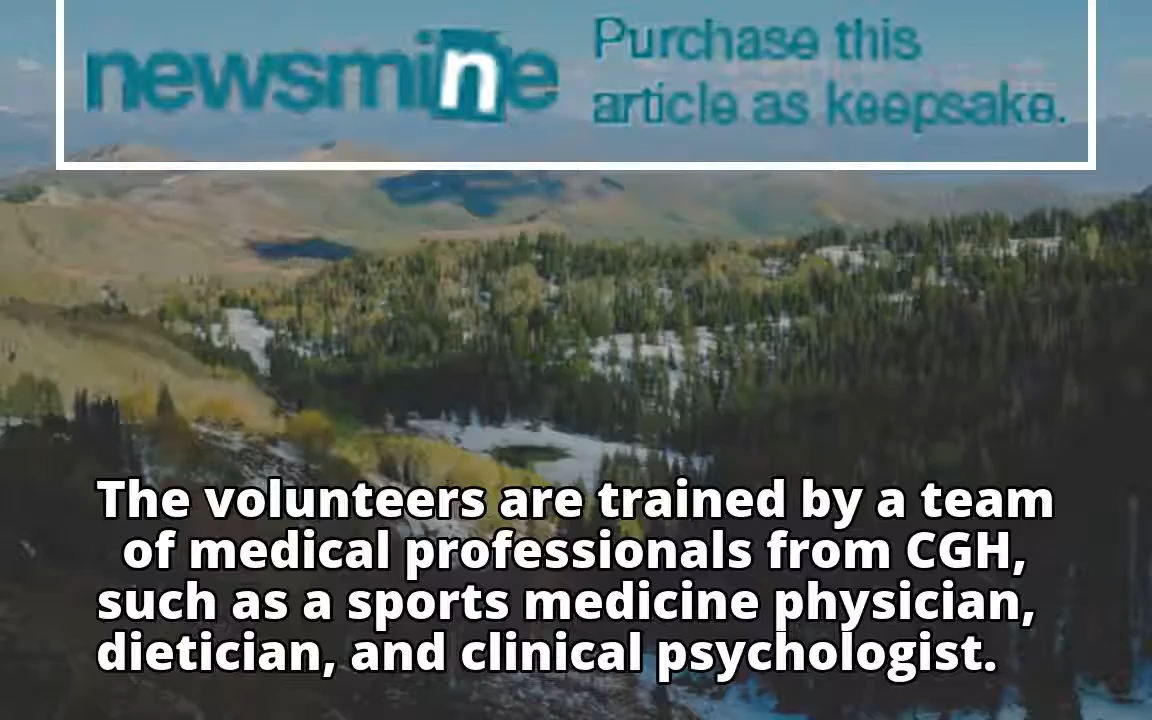 newsmine
Purchase this
article as keepsake.
The volunteers are trained by a team
of medical professionals from CGH,
such as a sports medicine physician,
dietician, and clinical psychologist.